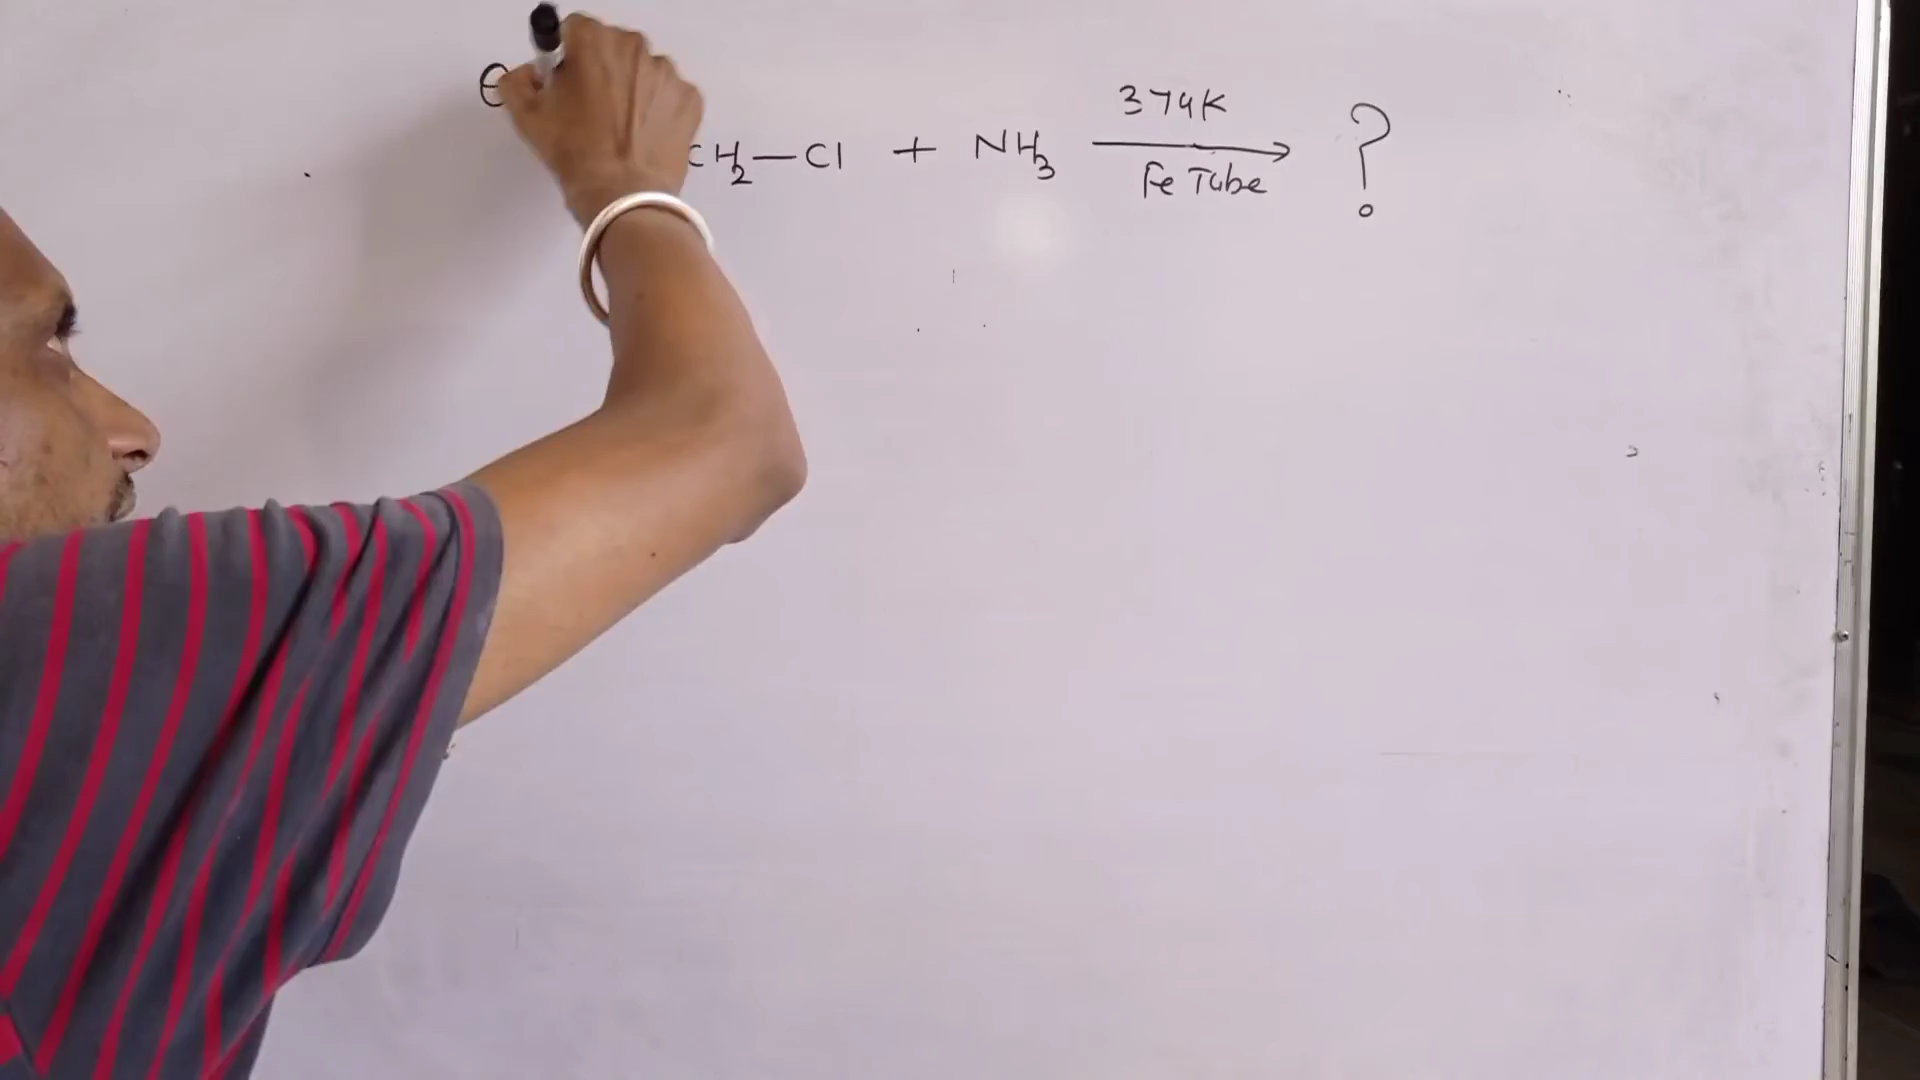 374K
CH2—Cl + NH3 → ?
Fe Tube